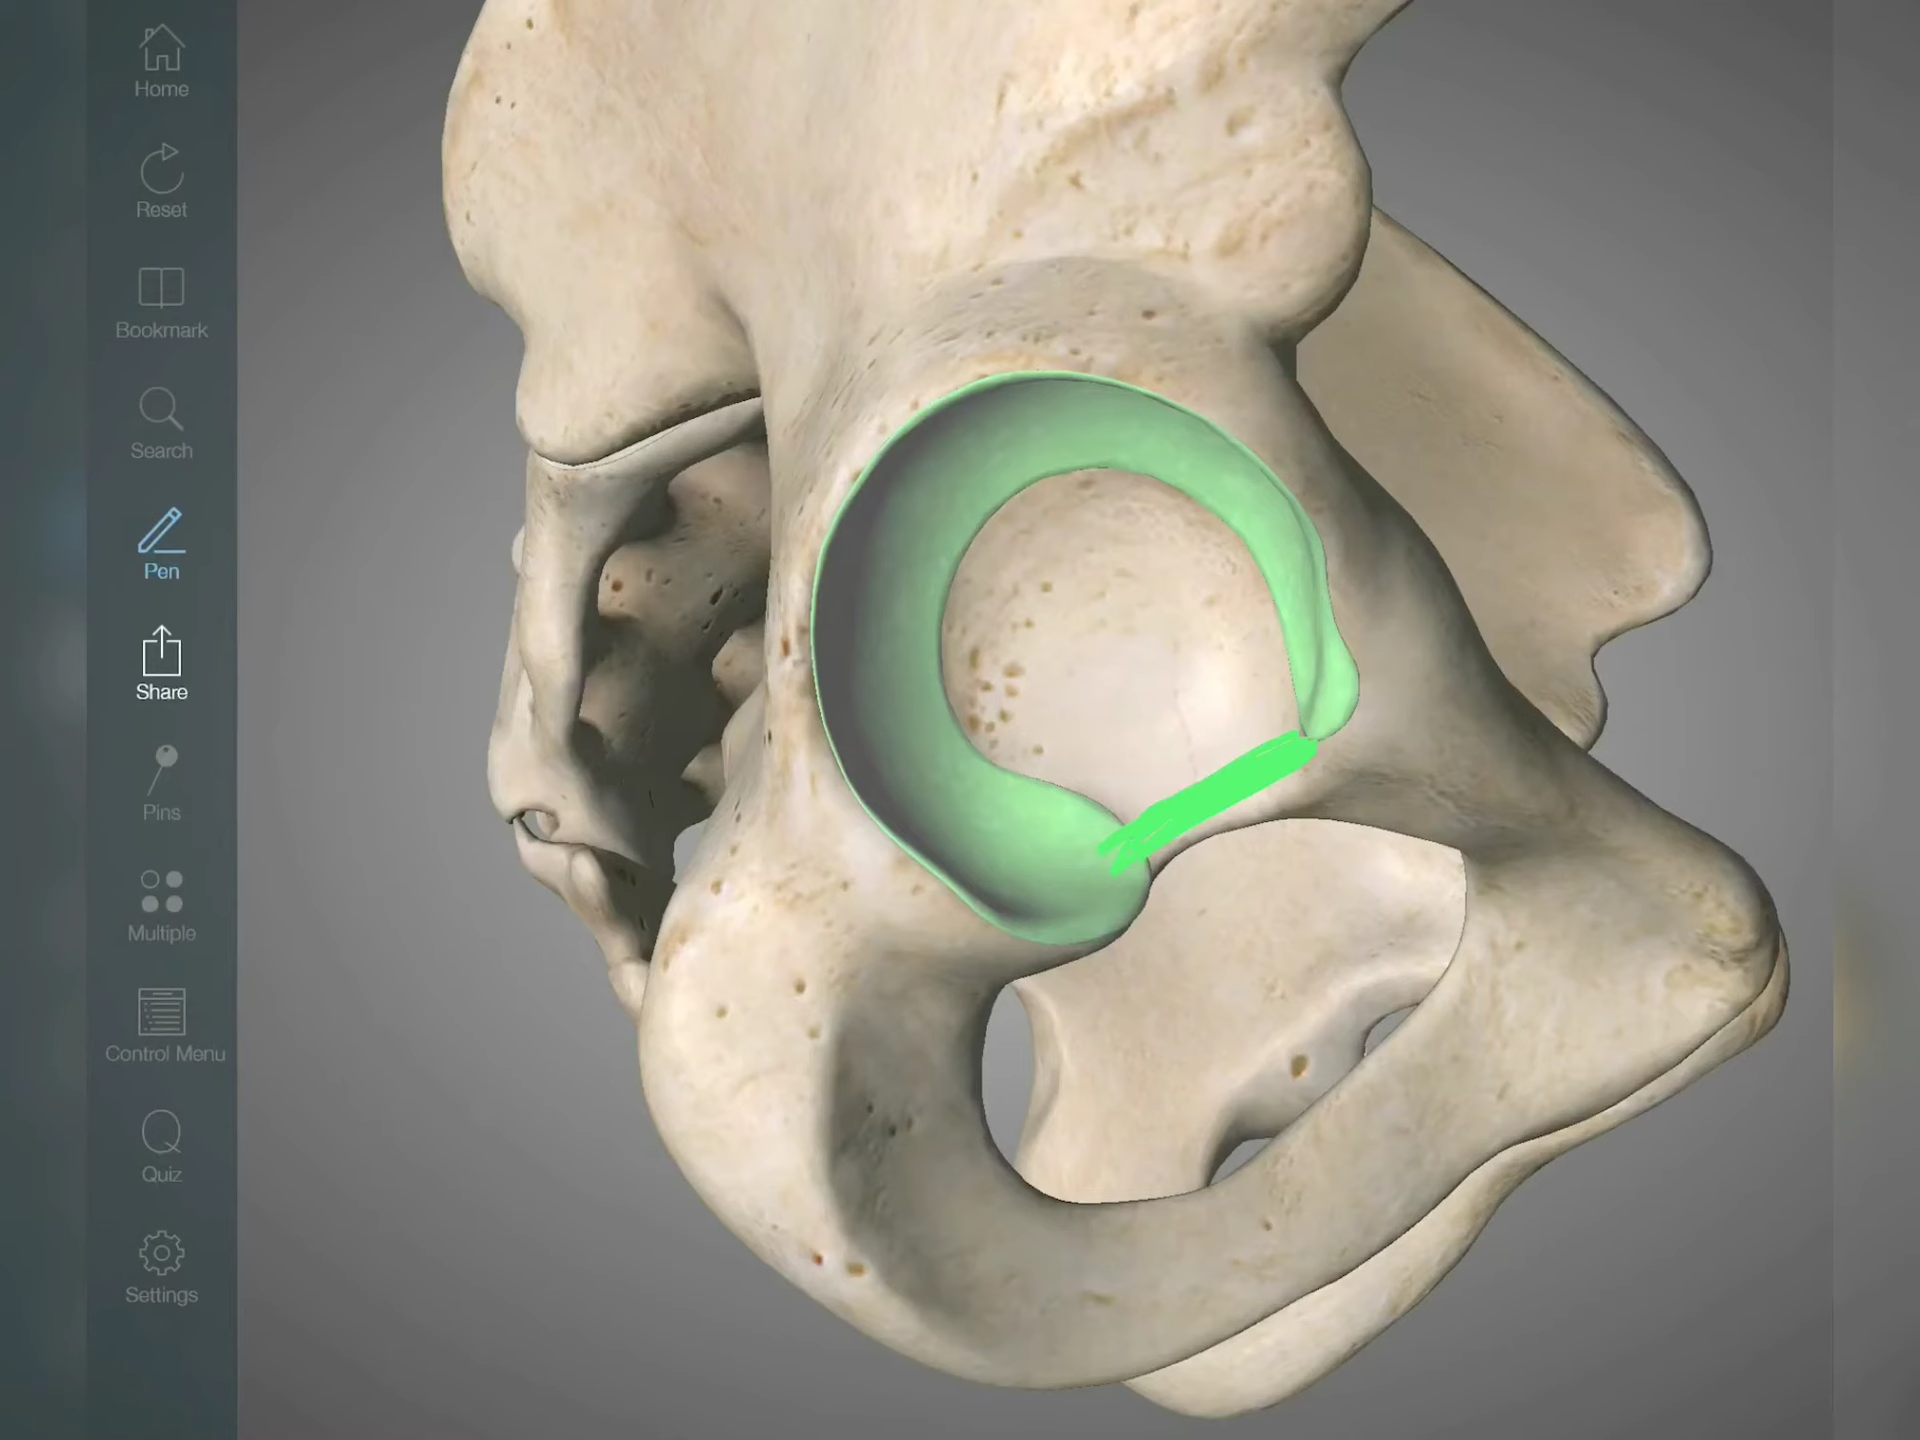 Home
Reset
Bookmark
Search
Pen
Share
Pins
Multiple
Control Menu
Quiz
Settings